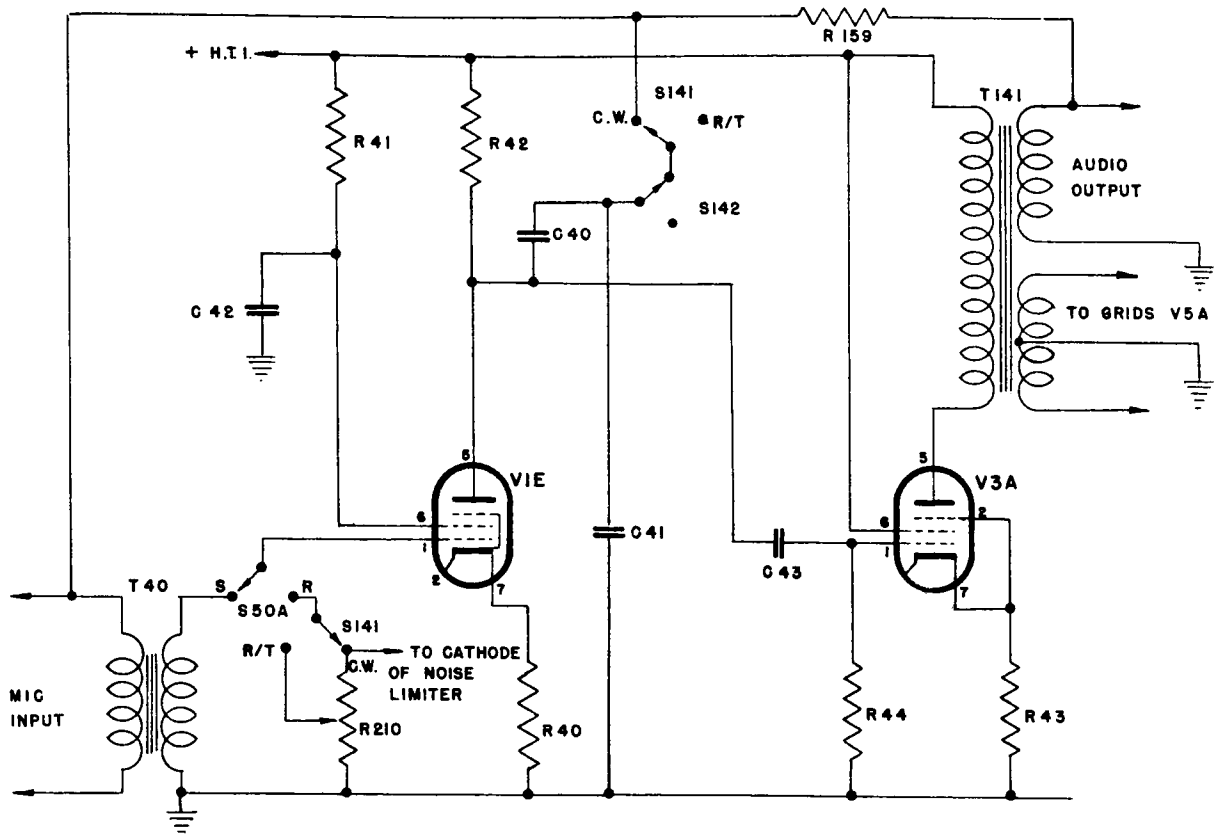 R 159
+ H.T.1.
S141
C.W.
R/T
T141
R41
R42
AUDIO
OUTPUT
S142
C40
C42
TO GRIDS V5A
5
V1E
5
V3A
6
2
6
1
C41
1
C43
2
7
7
T40
S
R
S50A
S141
R/T
TO CATHODE
C.W.
OF NOISE
LIMITER
MIC
INPUT
R210
R40
R44
R43